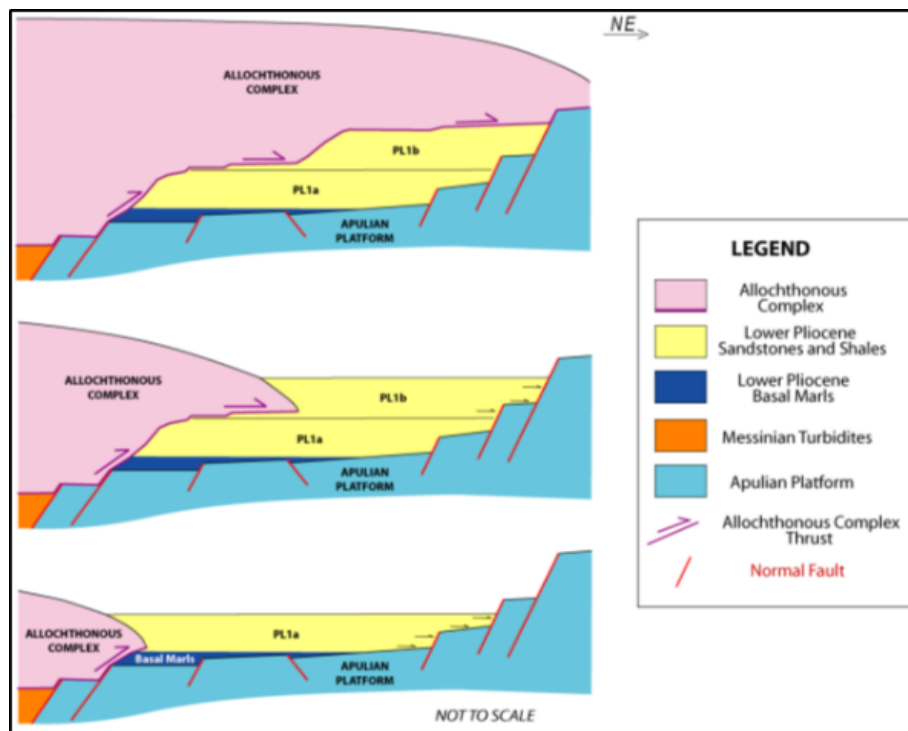 NE
ALLOCHTHONOUS
COMPLEX
PL1b
PL1a
APULIAN
PLATFORM
ALLOCHTHONOUS
COMPLEX
PL1b
PL1a
APULIAN
PLATFORM
ALLOCHTHONOUS
COMPLEX
PL1a
Basal Marls
APULIAN
PLATFORM
NOT TO SCALE
LEGEND
Allochthonous
Complex
Lower Pliocene
Sandstones and Shales
Lower Pliocene
Basal Marls
Messinian Turbidites
Apulian Platform
Allochthonous Complex
Thrust
Normal Fault